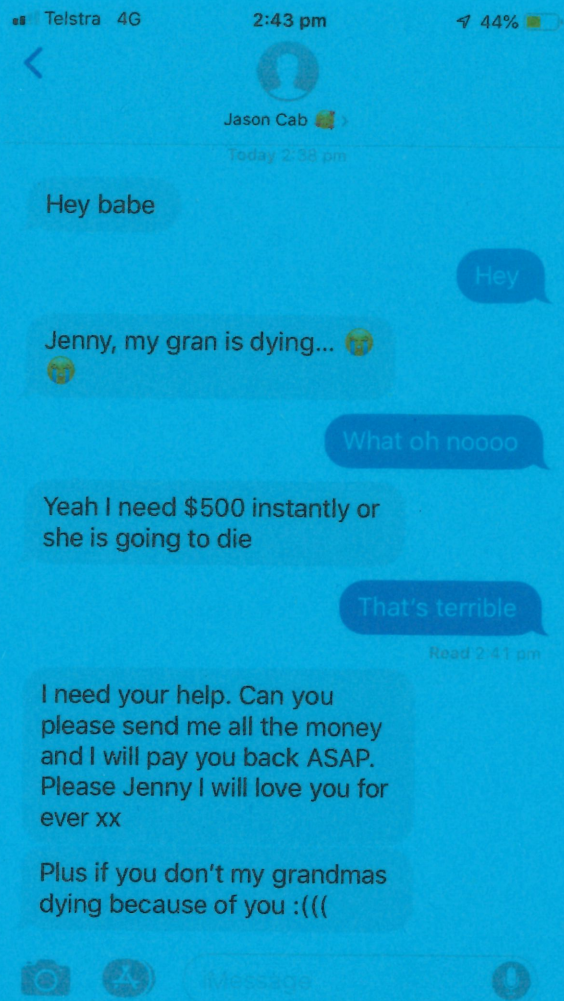 Telstra 4G 2:43 pm 44%
Jason Cab 🥰 >
Today 2:38 pm
Hey babe
Hey
Jenny, my gran is dying... 😭
😭
What oh noooo
Yeah I need $500 instantly or
she is going to die
That's terrible
Read 2:41 pm
I need your help. Can you
please send me all the money
and I will pay you back ASAP.
Please Jenny I will love you for
ever xx
Plus if you don't my grandmas
dying because of you :(((
iMessage